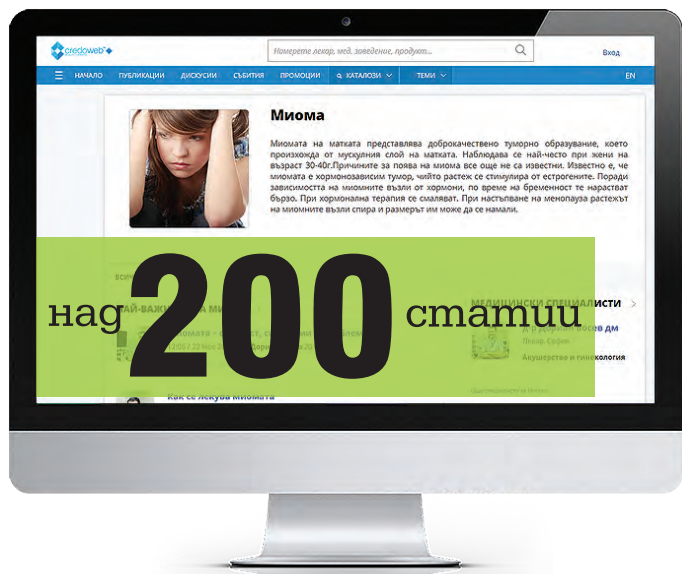 credoweb
Намерете лекар, мед. заведение, продукт...
Вход
НАЧАЛО ПУБЛИКАЦИИ ДИСКУСИИ СЪБИТИЯ ПРОМОЦИИ КАТАЛОЗИ ТЕМИ EN
Миома
Миомата на матката представлява доброкачествено туморно образувание, което
произхожда от мускулния слой на матката. Наблюдава се най-често при жени на
възраст 30-40г.Причините за поява на миома все още не са известни. Известно е, че
миомата е хормонозависим тумор, чийто растеж се стимулира от естрогените. Поради
зависимостта на миомните възли от хормони, по време на бременност те нарастват
бързо. При хормонална терапия се смаляват. При настъпване на менопауза растежът
на миомните възли спира и размерът им може да се намали.
над 200 статии
МЕДИЦИНСКИ СПЕЦИАЛИСТИ
Лекар, София
Акушерство и гинекология
Как се лекува миомата